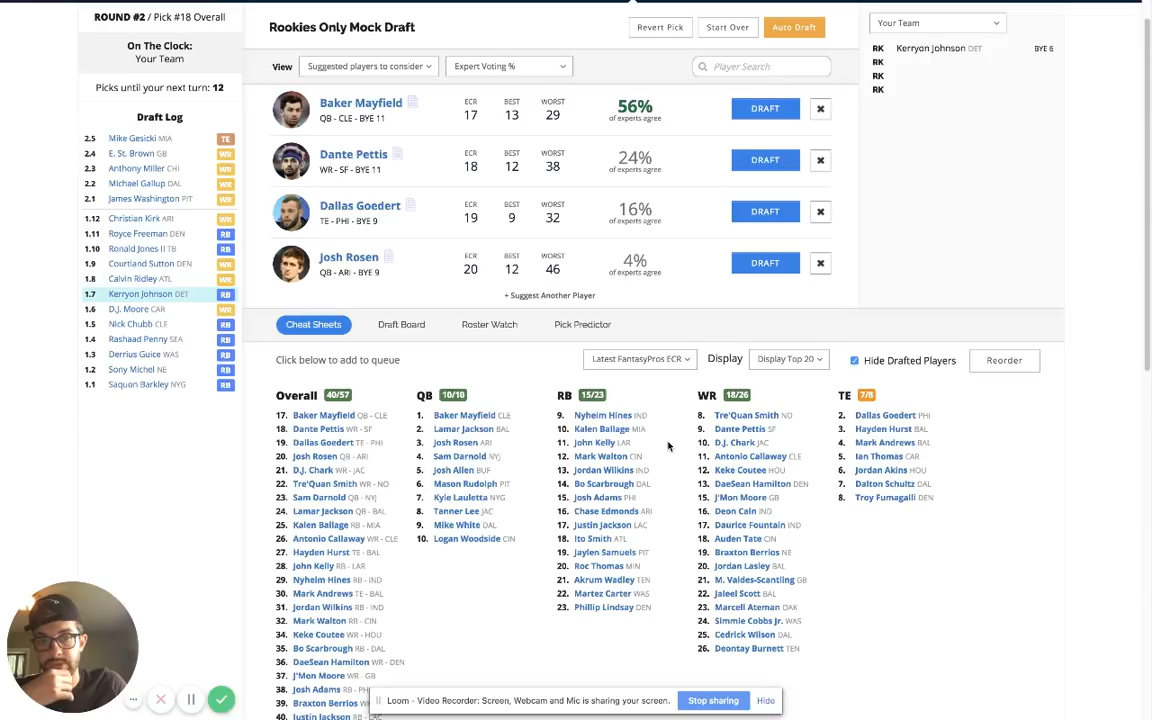 ROUND #2 / Pick #18 Overall
On The Clock:
Your Team
Picks until your next turn: 12
Draft Log
2.5 Mike Gesicki MIA TE
2.4 E. St. Brown GB WR
2.3 Anthony Miller CHI WR
2.2 Michael Gallup DAL WR
2.1 James Washington PIT WR
1.12 Christian Kirk ARI WR
1.11 Royce Freeman DEN RB
1.10 Ronald Jones II TB RB
1.9 Courtland Sutton DEN WR
1.8 Calvin Ridley ATL WR
1.7 Kerryon Johnson DET RB
1.6 D.J. Moore CAR WR
1.5 Nick Chubb CLE RB
1.4 Rashaad Penny SEA RB
1.3 Derrius Guice WAS RB
1.2 Sony Michel NE RB
1.1 Saquon Barkley NYG RB
Rookies Only Mock Draft
Revert Pick Start Over Auto Draft
View Suggested players to consider Expert Voting % Player Search
Baker Mayfield ECR BEST WORST 56% DRAFT
QB - CLE - BYE 11 17 13 29 of experts agree
Dante Pettis ECR BEST WORST 24% DRAFT
WR - SF - BYE 11 18 12 38 of experts agree
Dallas Goedert ECR BEST WORST 16% DRAFT
TE - PHI - BYE 9 19 9 32 of experts agree
Josh Rosen ECR BEST WORST 4% DRAFT
QB - ARI - BYE 9 20 12 46 of experts agree
+ Suggest Another Player
Your Team
RK Kerryon Johnson DET BYE 6
RK
RK
RK
Cheat Sheets Draft Board Roster Watch Pick Predictor
Click below to add to queue Latest FantasyPros ECR Display Display Top 20 Hide Drafted Players Reorder
Overall 40/57
17. Baker Mayfield QB - CLE
18. Dante Pettis WR - SF
19. Dallas Goedert TE - PHI
20. Josh Rosen QB - ARI
21. D.J. Chark WR - JAC
22. Tre'Quan Smith WR - NO
23. Sam Darnold QB - NYJ
24. Lamar Jackson QB - BAL
25. Kalen Ballage RB - MIA
26. Antonio Callaway WR - CLE
27. Hayden Hurst TE - BAL
28. John Kelly RB - LAR
29. Nyheim Hines RB - IND
30. Mark Andrews TE - BAL
31. Jordan Wilkins RB - IND
32. Mark Walton RB - CIN
34. Keke Coutee WR - HOU
35. Bo Scarbrough RB - DAL
36. DaeSean Hamilton WR - DEN
37. J'Mon Moore WR - GB
38. Josh Adams RB - PHI
39. Braxton Berrios
40. Justin Jackson RB - LAC
QB 10/10
1. Baker Mayfield CLE
2. Lamar Jackson BAL
3. Josh Rosen ARI
4. Sam Darnold NYJ
5. Josh Allen BUF
6. Mason Rudolph PIT
7. Kyle Lauletta NYG
8. Tanner Lee JAC
9. Mike White DAL
10. Logan Woodside CIN
RB 15/23
9. Nyheim Hines IND
10. Kalen Ballage MIA
11. John Kelly LAR
12. Mark Walton CIN
13. Jordan Wilkins IND
14. Bo Scarbrough DAL
15. Josh Adams PHI
16. Chase Edmonds ARI
17. Justin Jackson LAC
18. Ito Smith ATL
19. Jaylen Samuels PIT
20. Roc Thomas MIN
21. Akrum Wadley TEN
22. Martez Carter WAS
23. Phillip Lindsay DEN
WR 18/26
8. Tre'Quan Smith NO
9. Dante Pettis SF
10. D.J. Chark JAC
11. Antonio Callaway CLE
12. Keke Coutee HOU
13. DaeSean Hamilton DEN
15. J'Mon Moore GB
16. Deon Cain IND
17. Daurice Fountain IND
18. Auden Tate CIN
19. Braxton Berrios NE
20. Jordan Lasley BAL
21. M. Valdes-Scantling GB
22. Jaleel Scott BAL
23. Marcell Ateman OAK
24. Simmie Cobbs Jr. WAS
25. Cedrick Wilson DAL
26. Deontay Burnett TEN
TE 7/8
2. Dallas Goedert PHI
3. Hayden Hurst BAL
4. Mark Andrews BAL
5. Ian Thomas CAR
6. Jordan Akins HOU
7. Dalton Schultz DAL
8. Troy Fumagalli DEN
Loom - Video Recorder: Screen, Webcam and Mic is sharing your screen. Stop sharing Hide